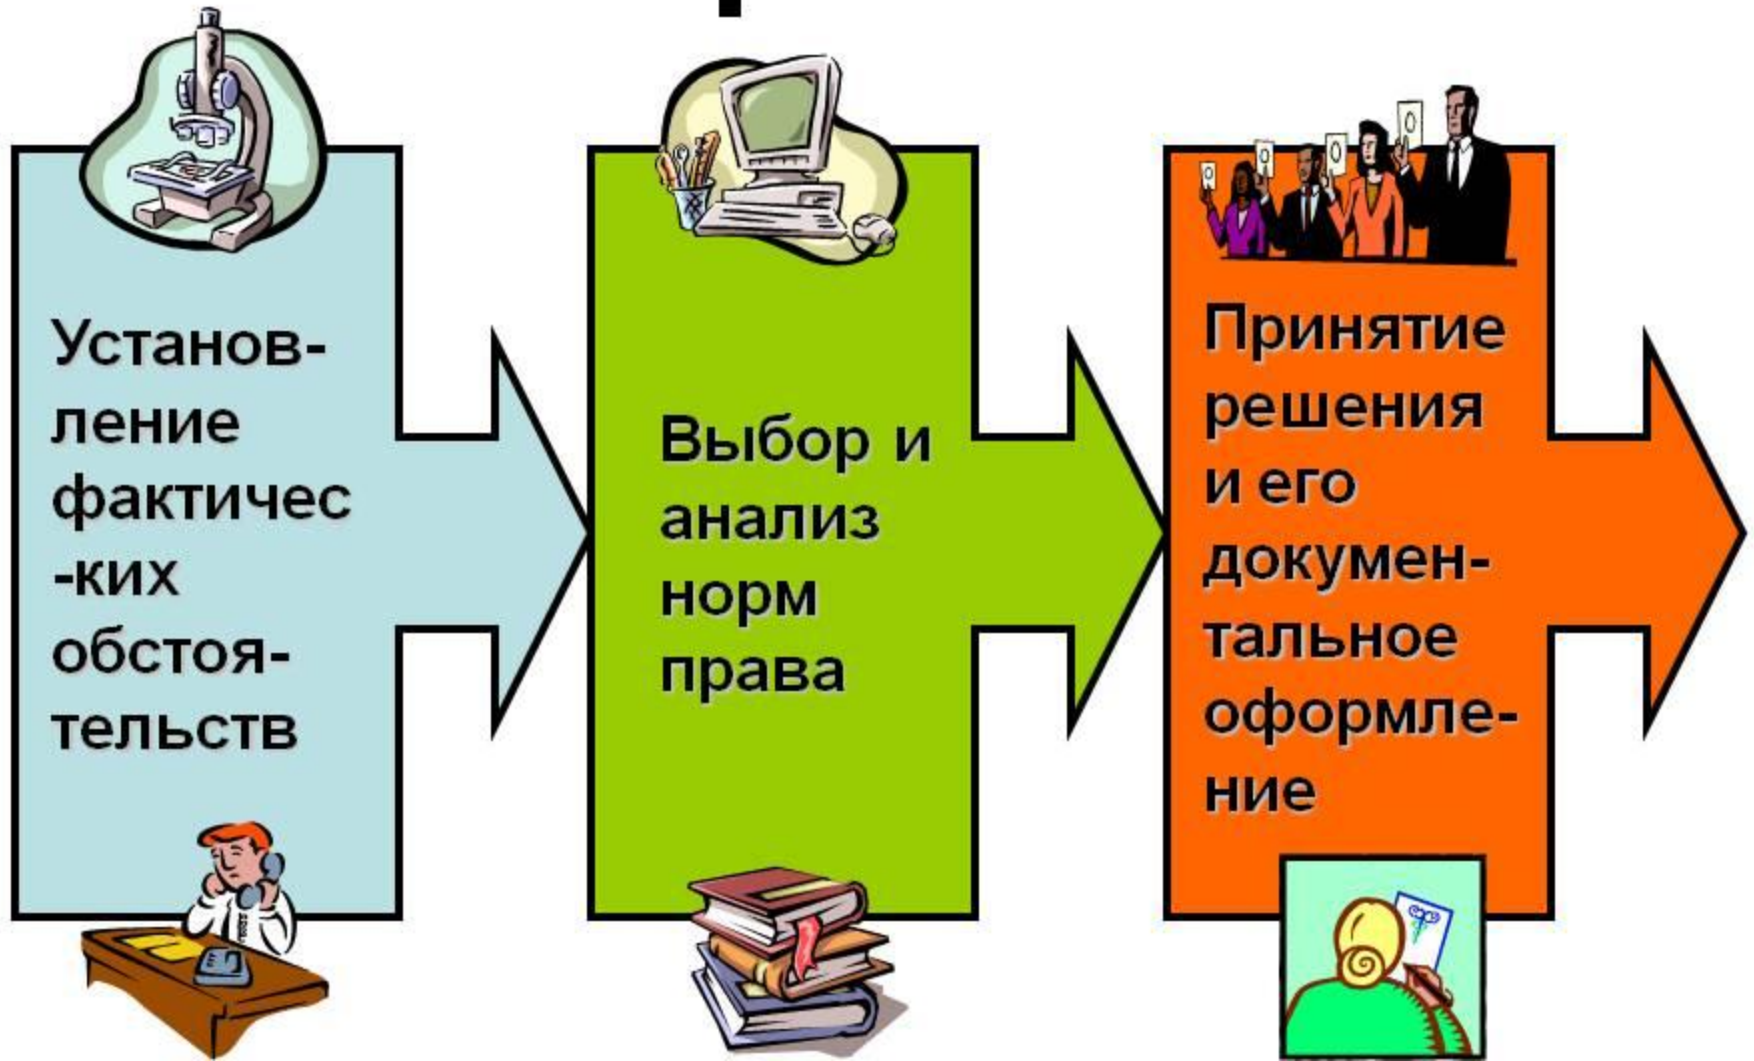 Установ-
ление
фактичес
-ких
обстоя-
тельств
Выбор и
анализ
норм
права
Принятие
решения
и его
докумен-
тальное
оформле-
ние